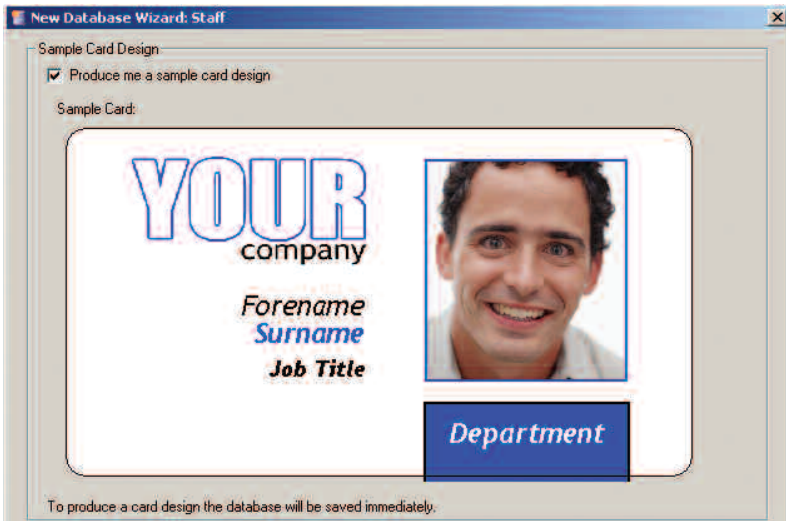 New Database Wizard: Staff
Sample Card Design
Produce me a sample card design
Sample Card:
YOUR
company
Forename
Surname
Job Title
Department
To produce a card design the database will be saved immediately.